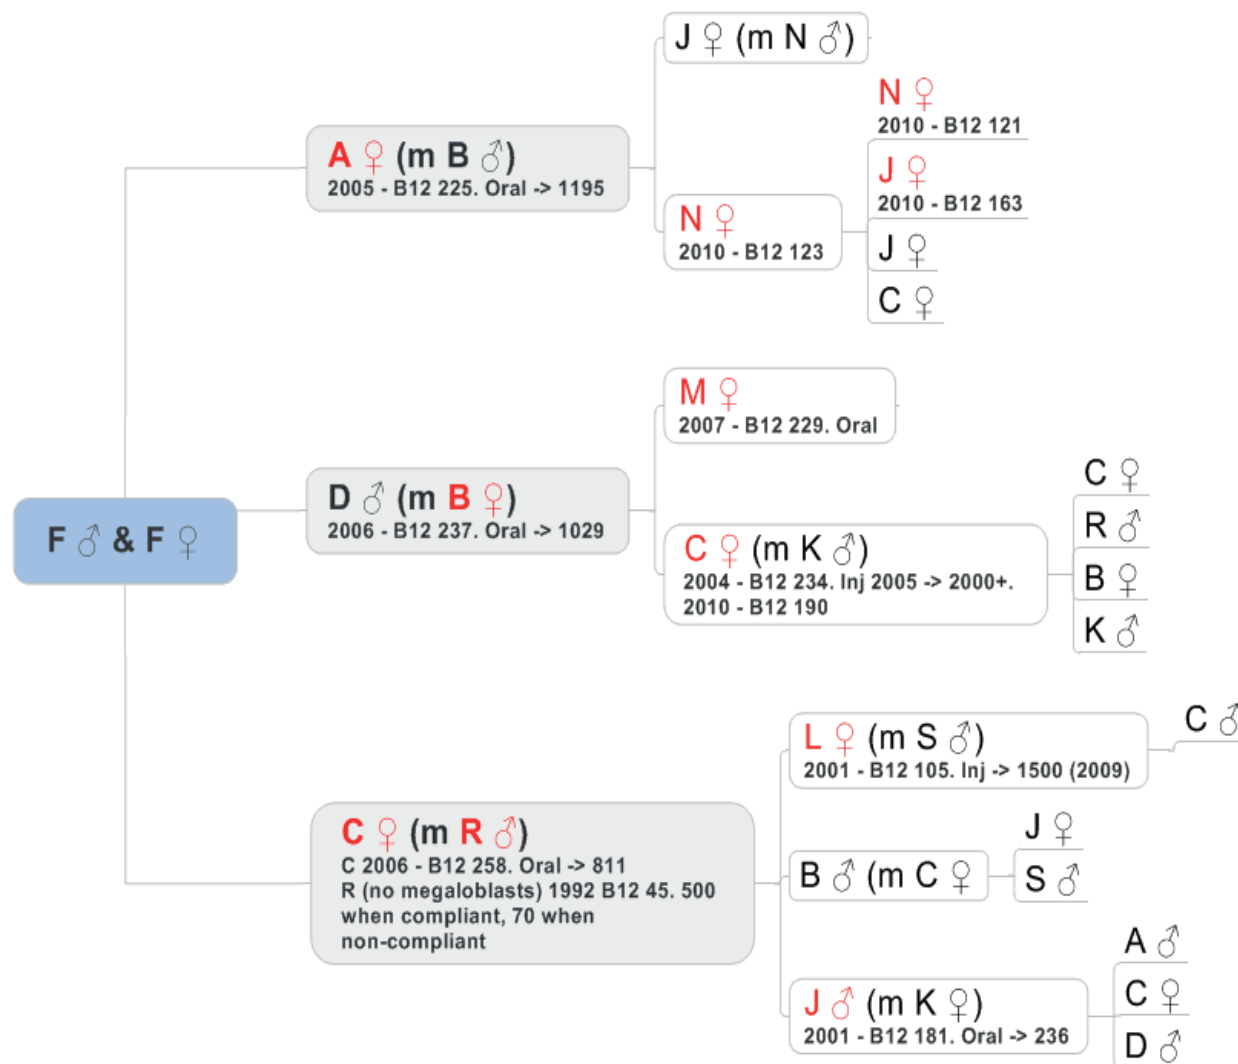 F ♂ & F ♀
A ♀ (m B ♂)
2005 - B12 225. Oral -> 1195
J ♀ (m N ♂)
N ♀
2010 - B12 123
N ♀
2010 - B12 121
J ♀
2010 - B12 163
J ♀
C ♀
D ♂ (m B ♀)
2006 - B12 237. Oral -> 1029
M ♀
2007 - B12 229. Oral
C ♀ (m K ♂)
2004 - B12 234. Inj 2005 -> 2000+.
2010 - B12 190
C ♀
R ♂
B ♀
K ♂
C ♀ (m R ♂)
C 2006 - B12 258. Oral -> 811
R (no megaloblasts) 1992 B12 45. 500
when compliant, 70 when
non-compliant
L ♀ (m S ♂)
2001 - B12 105. Inj -> 1500 (2009)
C ♂
B ♂ (m C ♀
J ♀
S ♂
J ♂ (m K ♀)
2001 - B12 181. Oral -> 236
A ♂
C ♀
D ♂